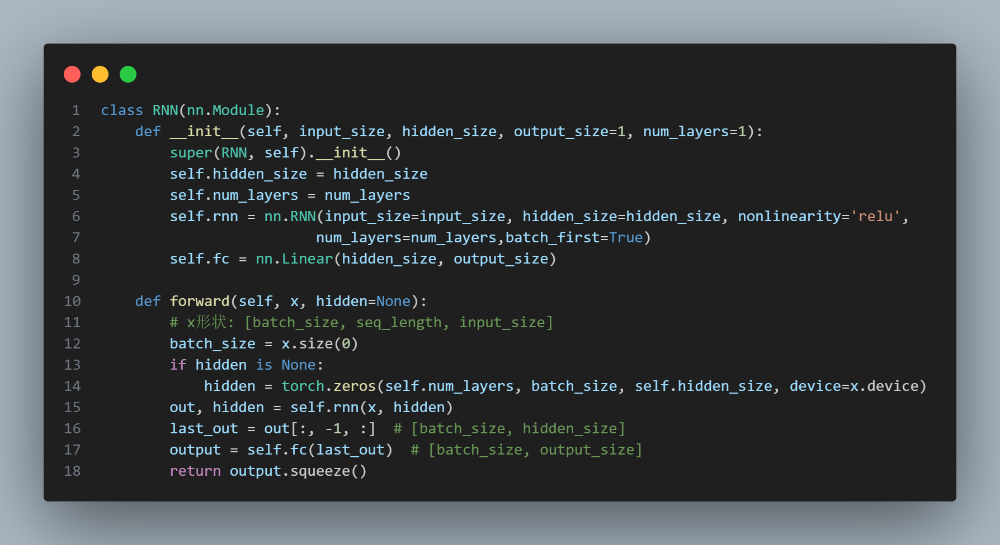 1 class RNN(nn.Module):
2     def __init__(self, input_size, hidden_size, output_size=1, num_layers=1):
3         super(RNN, self).__init__()
4         self.hidden_size = hidden_size
5         self.num_layers = num_layers
6         self.rnn = nn.RNN(input_size=input_size, hidden_size=hidden_size, nonlinearity='relu',
7                          num_layers=num_layers,batch_first=True)
8         self.fc = nn.Linear(hidden_size, output_size)
9
10     def forward(self, x, hidden=None):
11         # x形状: [batch_size, seq_length, input_size]
12         batch_size = x.size(0)
13         if hidden is None:
14             hidden = torch.zeros(self.num_layers, batch_size, self.hidden_size, device=x.device)
15         out, hidden = self.rnn(x, hidden)
16         last_out = out[:, -1, :]  # [batch_size, hidden_size]
17         output = self.fc(last_out)  # [batch_size, output_size]
18         return output.squeeze()